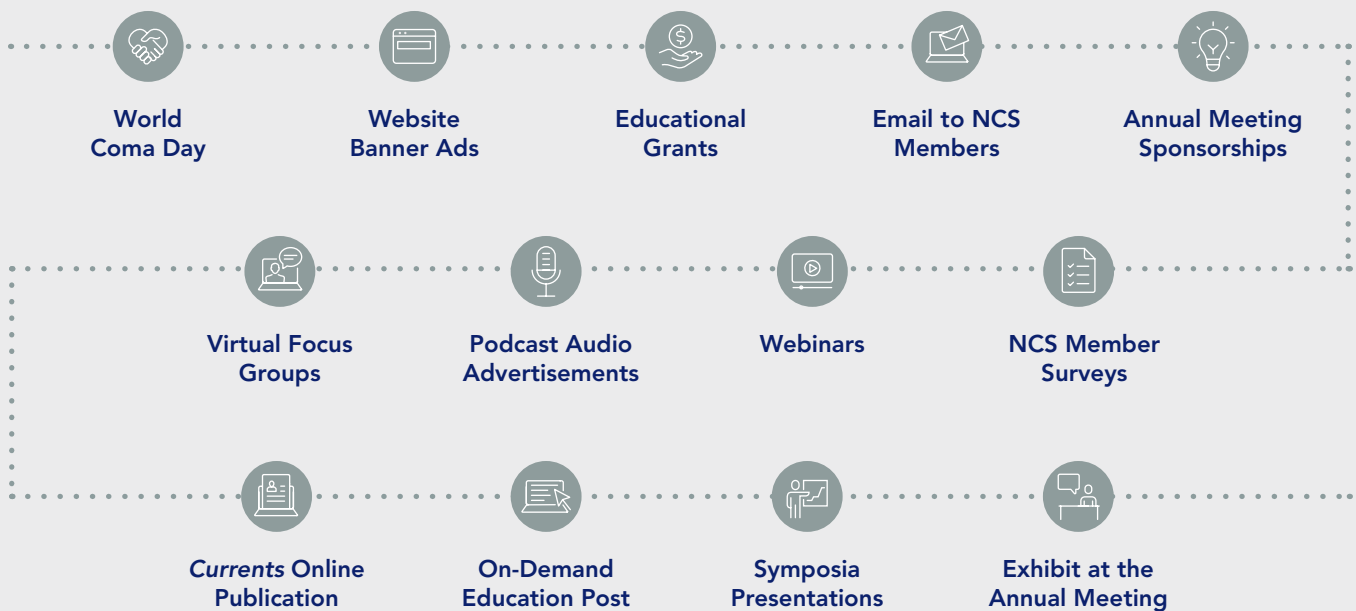 World
Coma Day
Website
Banner Ads
Educational
Grants
Email to NCS
Members
Annual Meeting
Sponsorships
Virtual Focus
Groups
Podcast Audio
Advertisements
Webinars
NCS Member
Surveys
Currents Online
Publication
On-Demand
Education Post
Symposia
Presentations
Exhibit at the
Annual Meeting